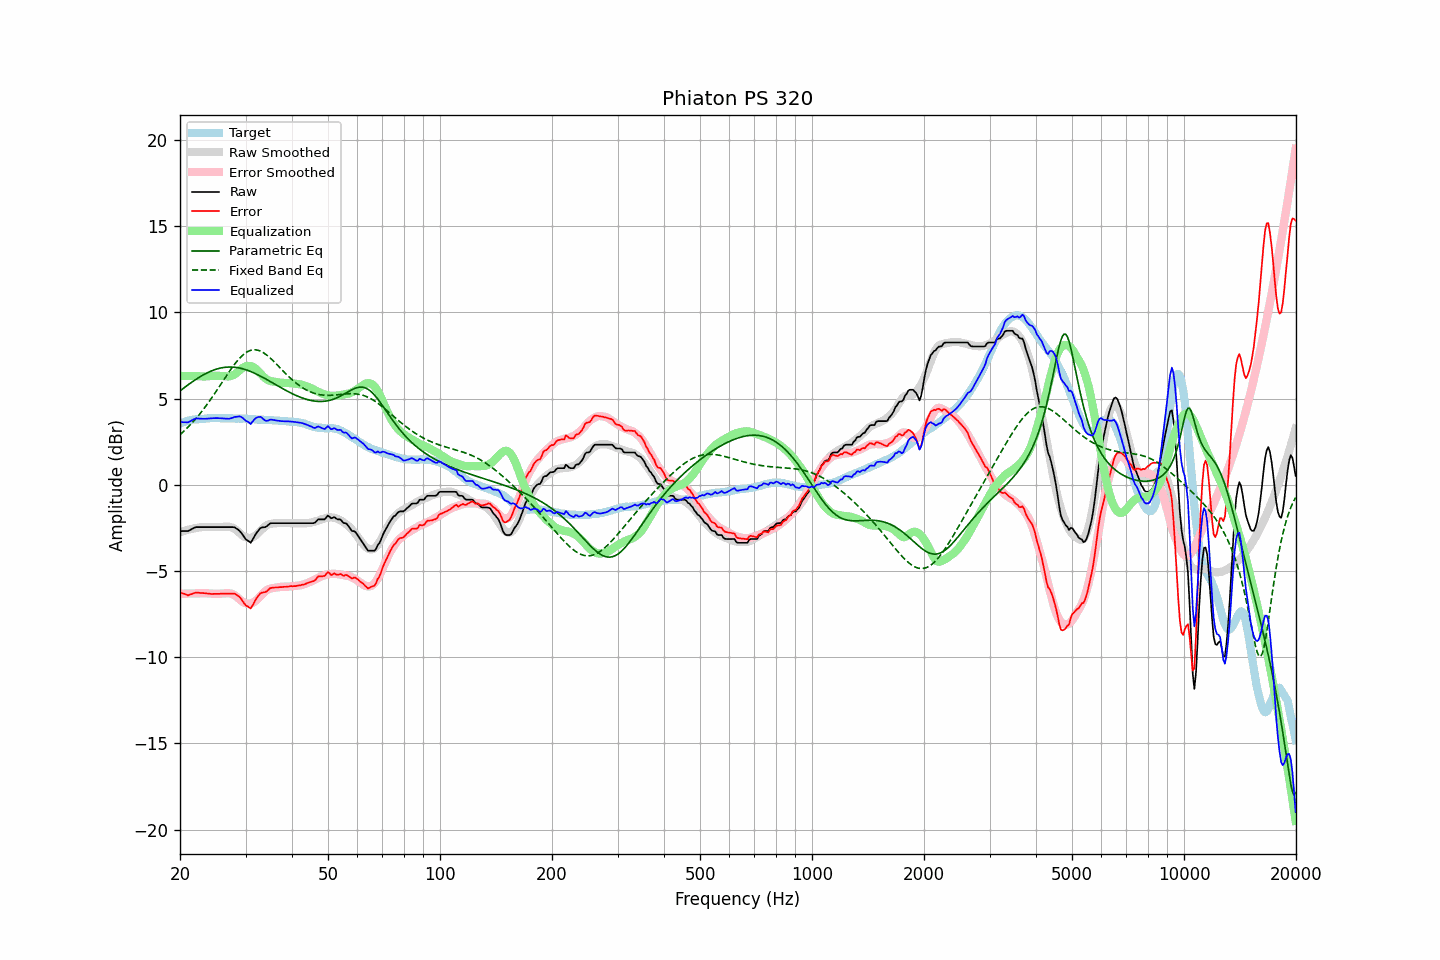 Phiaton PS 320
Target
Raw Smoothed
Error Smoothed
Raw
Error
Equalization
Parametric Eq
Fixed Band Eq
Equalized
Amplitude (dBr)
20
15
10
5
0
−5
−10
−15
−20
20 50 100 200 500 1000 2000 5000 10000 20000
Frequency (Hz)